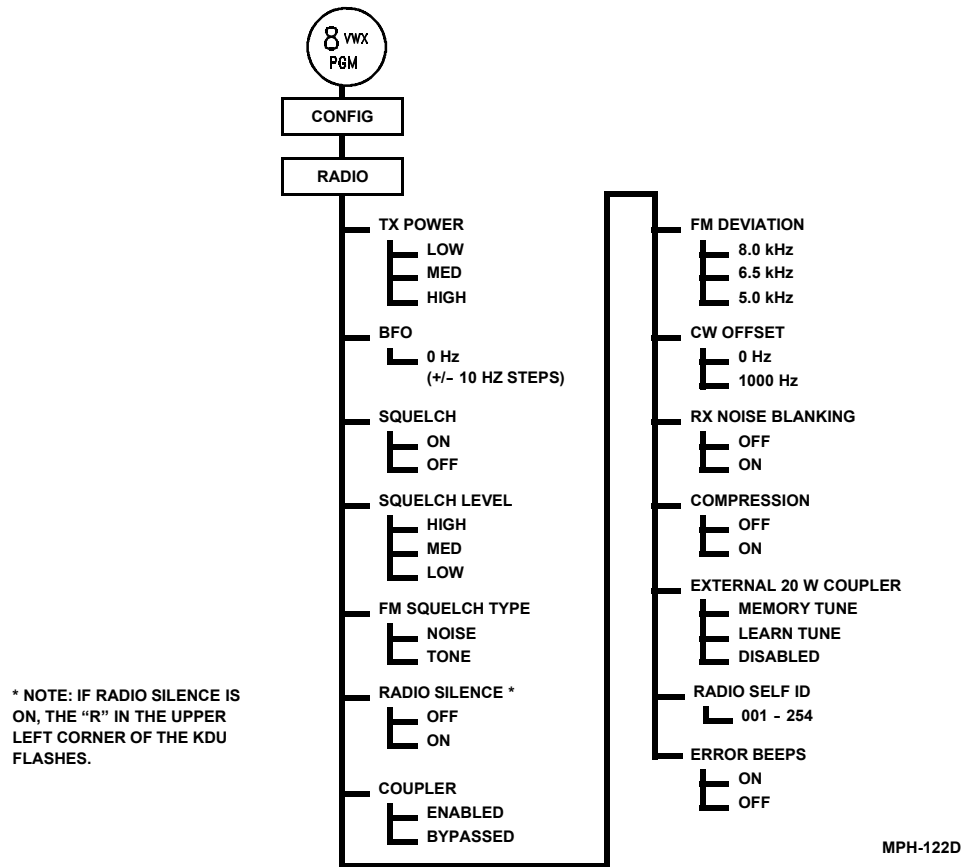 8 VWX
PGM
CONFIG
RADIO
TX POWER
LOW
MED
HIGH
BFO
0 Hz
(+/- 10 HZ STEPS)
SQUELCH
ON
OFF
SQUELCH LEVEL
HIGH
MED
LOW
FM SQUELCH TYPE
NOISE
TONE
RADIO SILENCE *
OFF
ON
COUPLER
ENABLED
BYPASSED
FM DEVIATION
8.0 kHz
6.5 kHz
5.0 kHz
CW OFFSET
0 Hz
1000 Hz
RX NOISE BLANKING
OFF
ON
COMPRESSION
OFF
ON
EXTERNAL 20 W COUPLER
MEMORY TUNE
LEARN TUNE
DISABLED
RADIO SELF ID
001 - 254
ERROR BEEPS
ON
OFF
* NOTE: IF RADIO SILENCE IS
ON, THE “R” IN THE UPPER
LEFT CORNER OF THE KDU
FLASHES.
MPH-122D